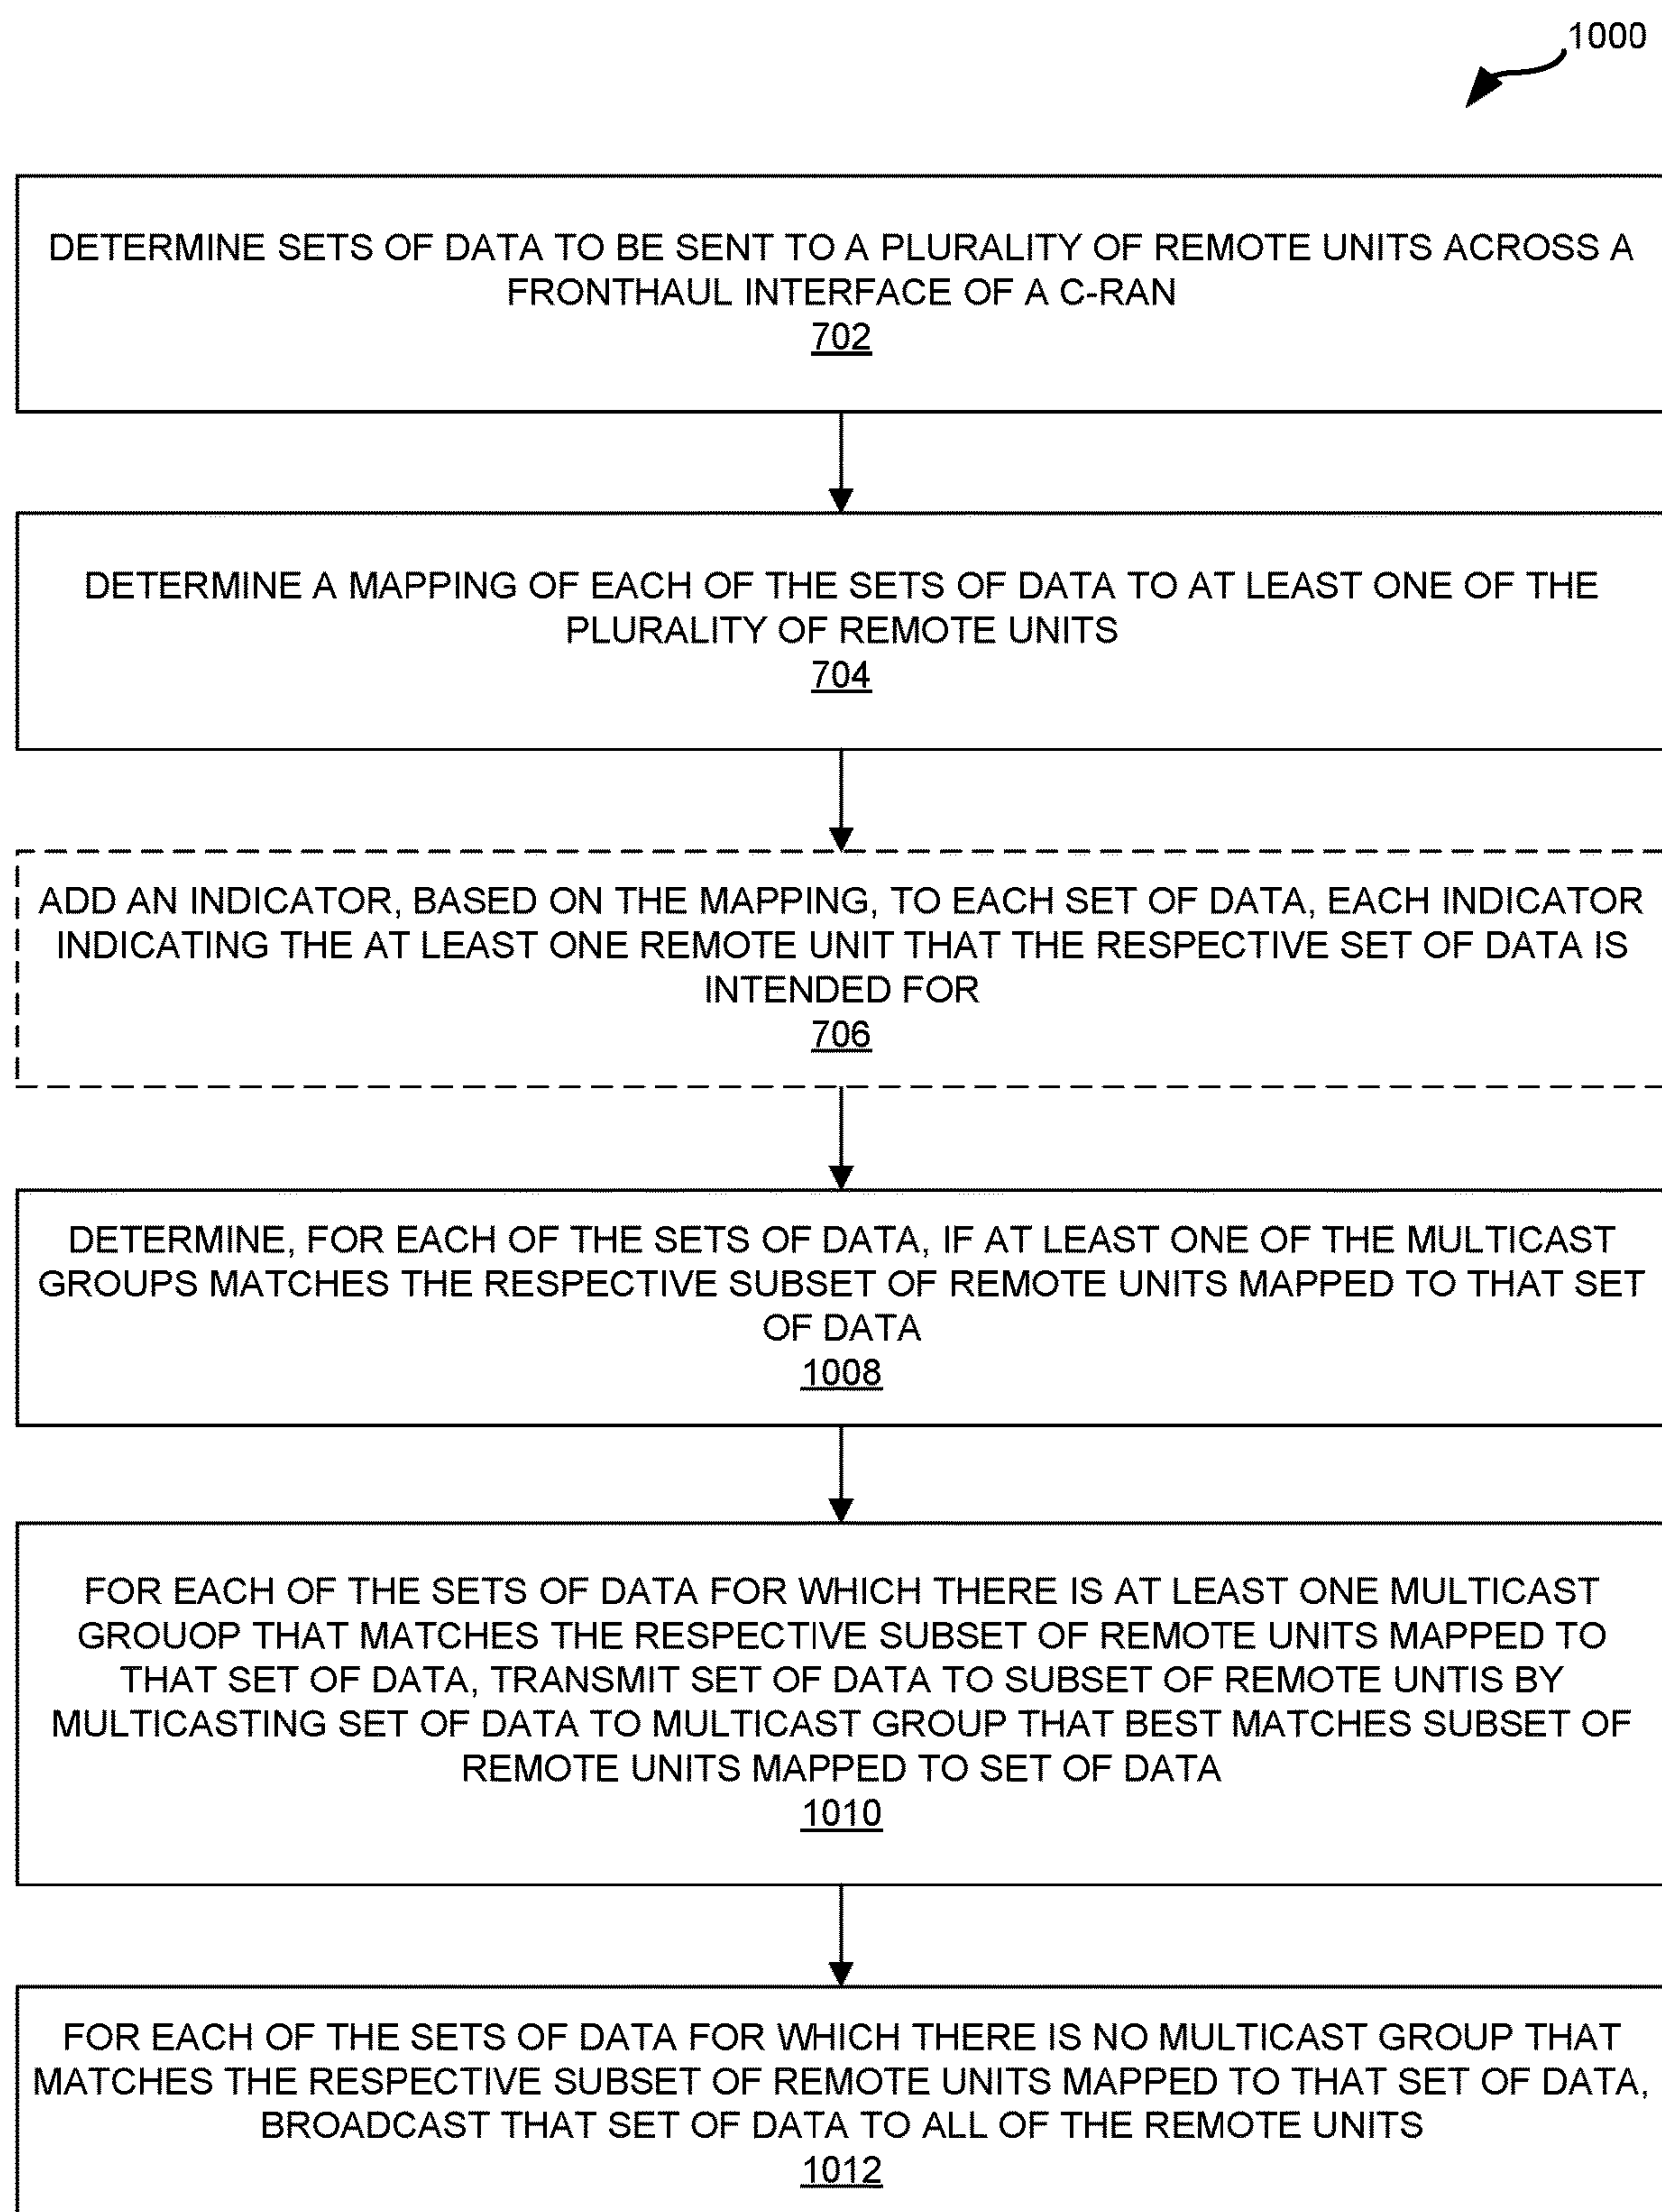 1000
DETERMINE SETS OF DATA TO BE SENT TO A PLURALITY OF REMOTE UNITS ACROSS A
FRONTHAUL INTERFACE OF A C-RAN
702
DETERMINE A MAPPING OF EACH OF THE SETS OF DATA TO AT LEAST ONE OF THE
PLURALITY OF REMOTE UNITS
704
ADD AN INDICATOR, BASED ON THE MAPPING, TO EACH SET OF DATA, EACH INDICATOR
INDICATING THE AT LEAST ONE REMOTE UNIT THAT THE RESPECTIVE SET OF DATA IS
INTENDED FOR
706
DETERMINE, FOR EACH OF THE SETS OF DATA, IF AT LEAST ONE OF THE MULTICAST
GROUPS MATCHES THE RESPECTIVE SUBSET OF REMOTE UNITS MAPPED TO THAT SET
OF DATA
1008
FOR EACH OF THE SETS OF DATA FOR WHICH THERE IS AT LEAST ONE MULTICAST
GROUOP THAT MATCHES THE RESPECTIVE SUBSET OF REMOTE UNITS MAPPED TO
THAT SET OF DATA, TRANSMIT SET OF DATA TO SUBSET OF REMOTE UNTIS BY
MULTICASTING SET OF DATA TO MULTICAST GROUP THAT BEST MATCHES SUBSET OF
REMOTE UNITS MAPPED TO SET OF DATA
1010
FOR EACH OF THE SETS OF DATA FOR WHICH THERE IS NO MULTICAST GROUP THAT
MATCHES THE RESPECTIVE SUBSET OF REMOTE UNITS MAPPED TO THAT SET OF DATA,
BROADCAST THAT SET OF DATA TO ALL OF THE REMOTE UNITS
1012